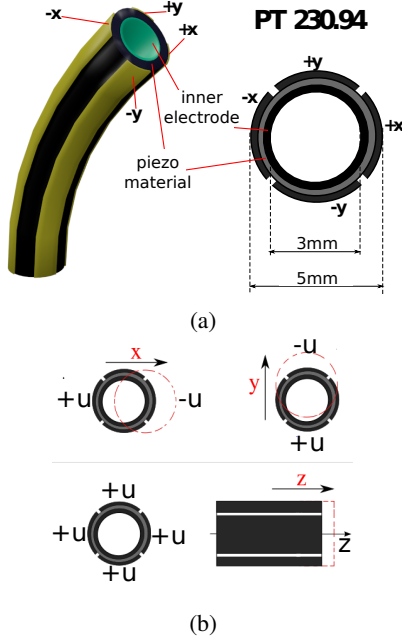 PT 230.94
-x
+y
+x
-y
inner
electrode
piezo
material
+y
-x
+x
-y
3mm
5mm
(a)
x
+u
-u
-u
y
+u
+u
+u
+u
+u
z
z
(b)